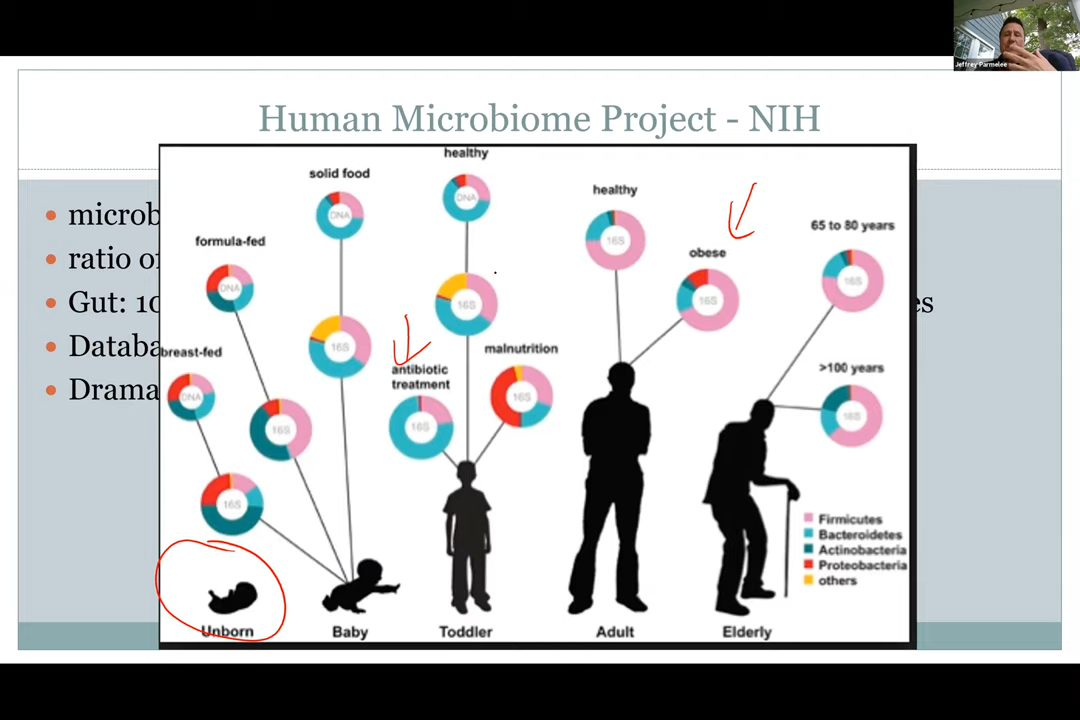 Jeffrey Parmelee
Human Microbiome Project - NIH
healthy
solid food
healthy
DNA
DNA
65 to 80 years
formula-fed
16S
obese
DNA
16S
16S
16S
16S
malnutrition
breast-fed
antibiotic
treatment
>100 years
DNA
16S
16S
16S
16S
16S
Firmicutes
Bacteroidetes
Actinobacteria
Proteobacteria
others
Unborn
Baby
Toddler
Adult
Elderly
microb
ratio o
Gut: 10
es
Databa
Drama